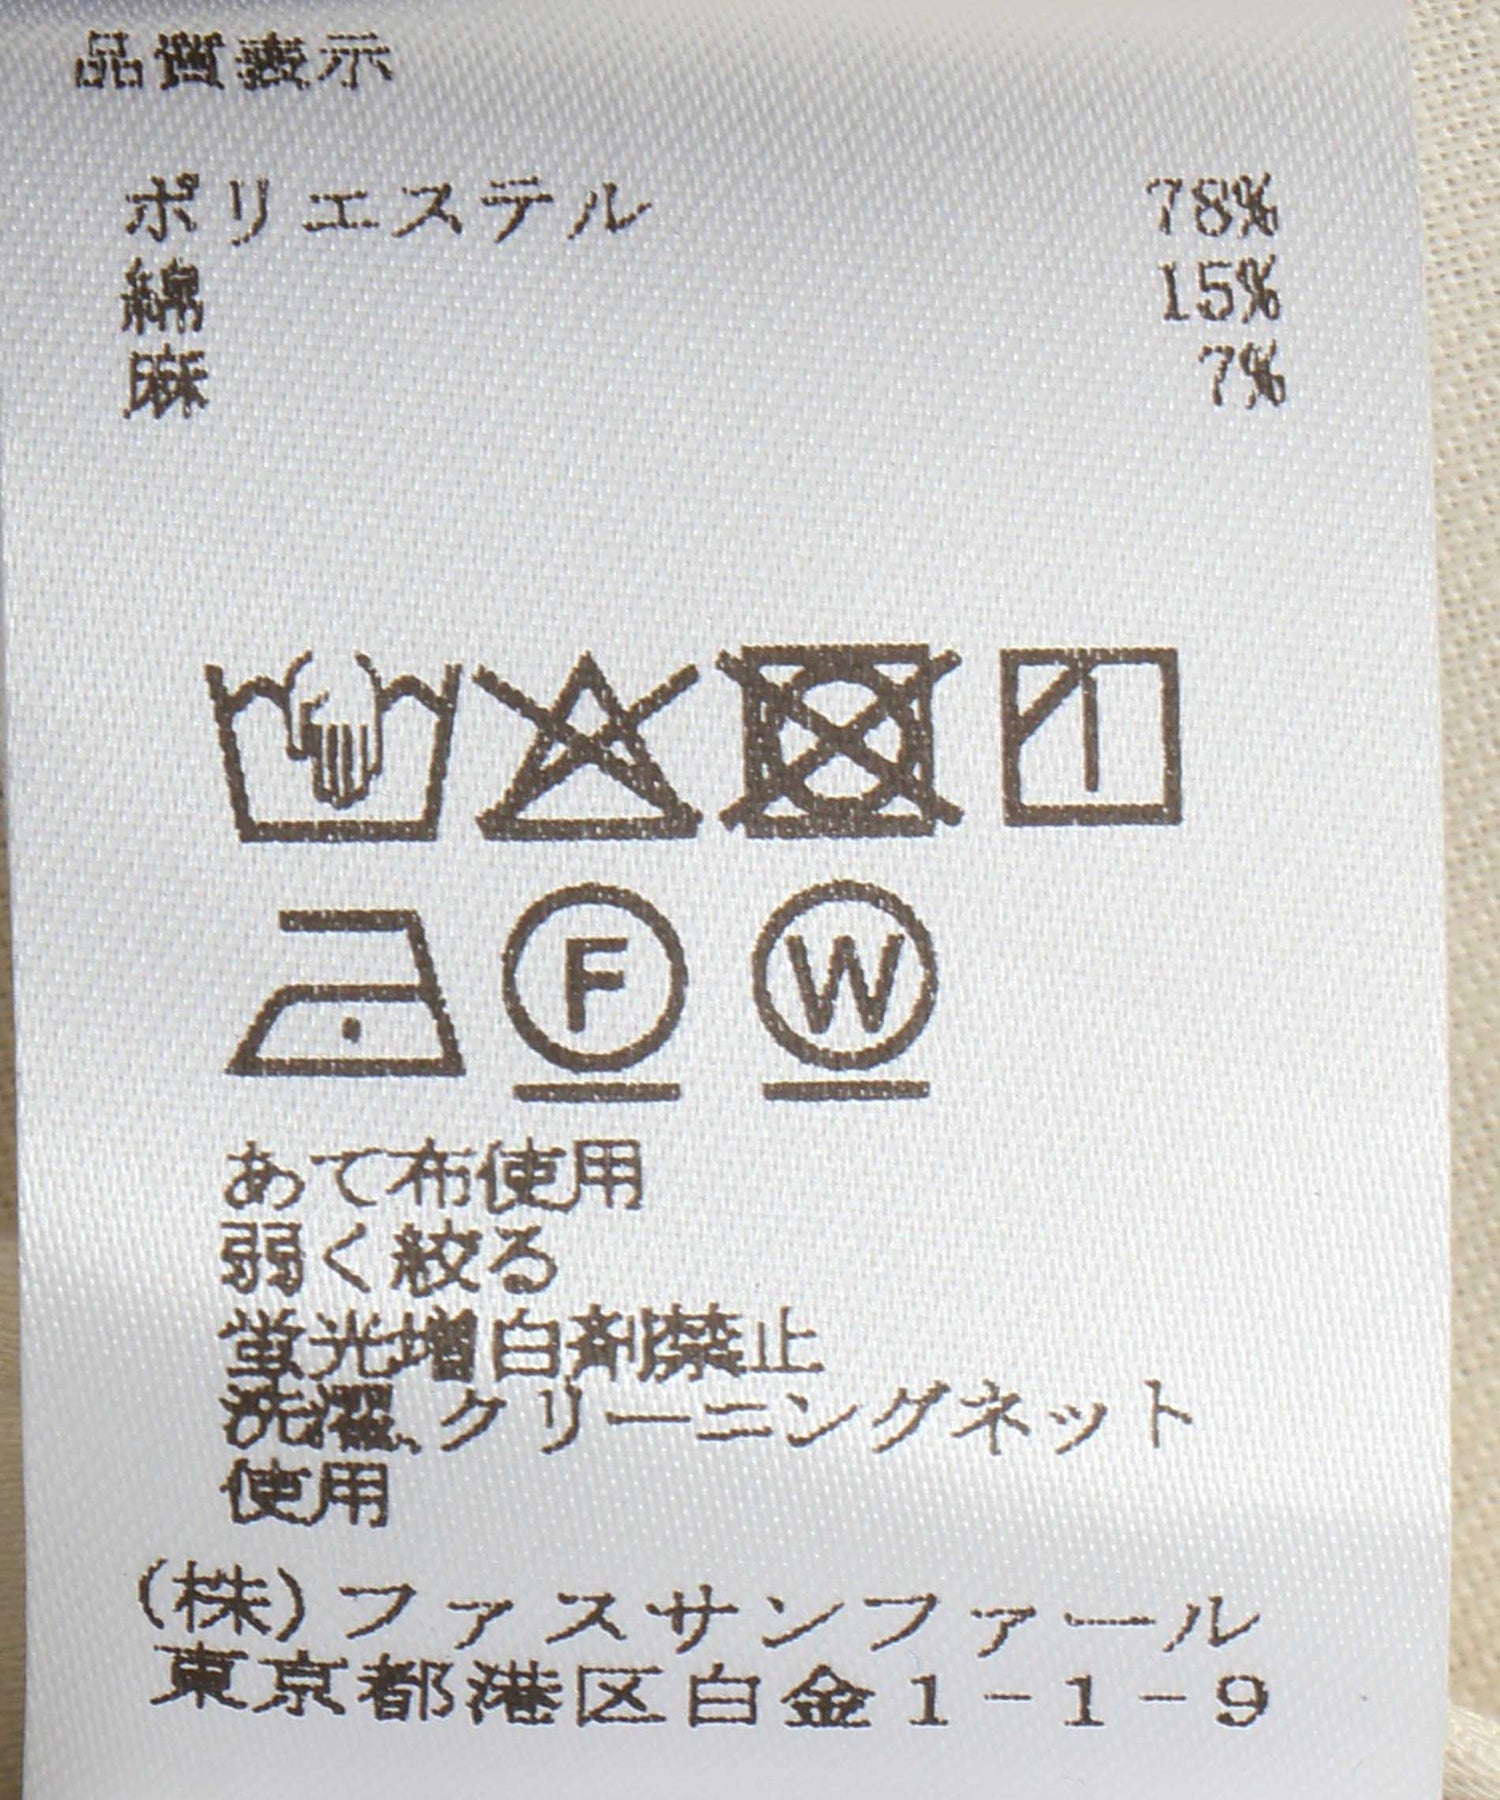 品質表示
ポリエステル 78%
綿 15%
麻 7%
F W
あて布使用
弱く絞る
蛍光増白剤禁止
洗濯、クリーニングネット
使用
(株)ファスサンファール
東京都港区白金1-1-9